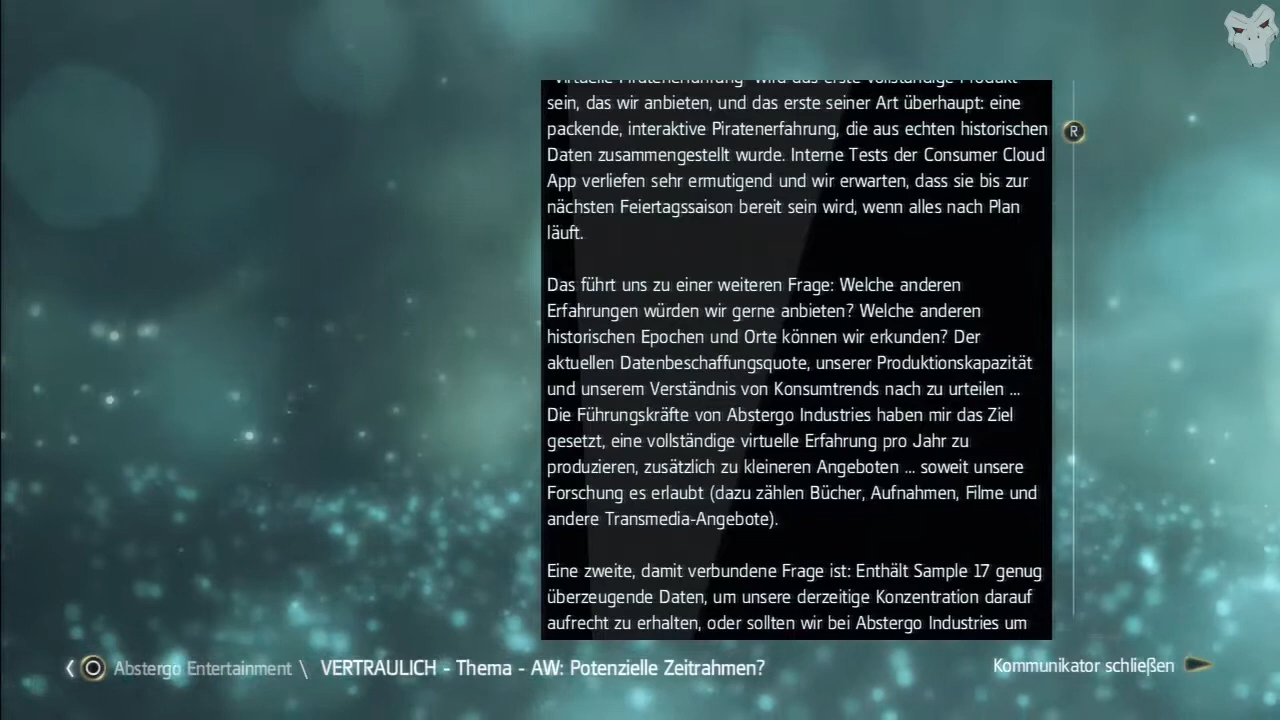 "Virtuelle Piratenerfahrung" wird das erste vollständige Produkt
sein, das wir anbieten, und das erste seiner Art überhaupt: eine
packende, interaktive Piratenerfahrung, die aus echten historischen
Daten zusammengestellt wurde. Interne Tests der Consumer Cloud
App verliefen sehr ermutigend und wir erwarten, dass sie bis zur
nächsten Feiertagssaison bereit sein wird, wenn alles nach Plan
läuft.
Das führt uns zu einer weiteren Frage: Welche anderen
Erfahrungen würden wir gerne anbieten? Welche anderen
historischen Epochen und Orte können wir erkunden? Der
aktuellen Datenbeschaffungsquote, unserer Produktionskapazität
und unserem Verständnis von Konsumtrends nach zu urteilen ...
Die Führungskräfte von Abstergo Industries haben mir das Ziel
gesetzt, eine vollständige virtuelle Erfahrung pro Jahr zu
produzieren, zusätzlich zu kleineren Angeboten ... soweit unsere
Forschung es erlaubt (dazu zählen Bücher, Aufnahmen, Filme und
andere Transmedia-Angebote).
Eine zweite, damit verbundene Frage ist: Enthält Sample 17 genug
überzeugende Daten, um unsere derzeitige Konzentration darauf
aufrecht zu erhalten, oder sollten wir bei Abstergo Industries um
R
Abstergo Entertainment \ VERTRAULICH - Thema - AW: Potenzielle Zeitrahmen?
Kommunikator schließen